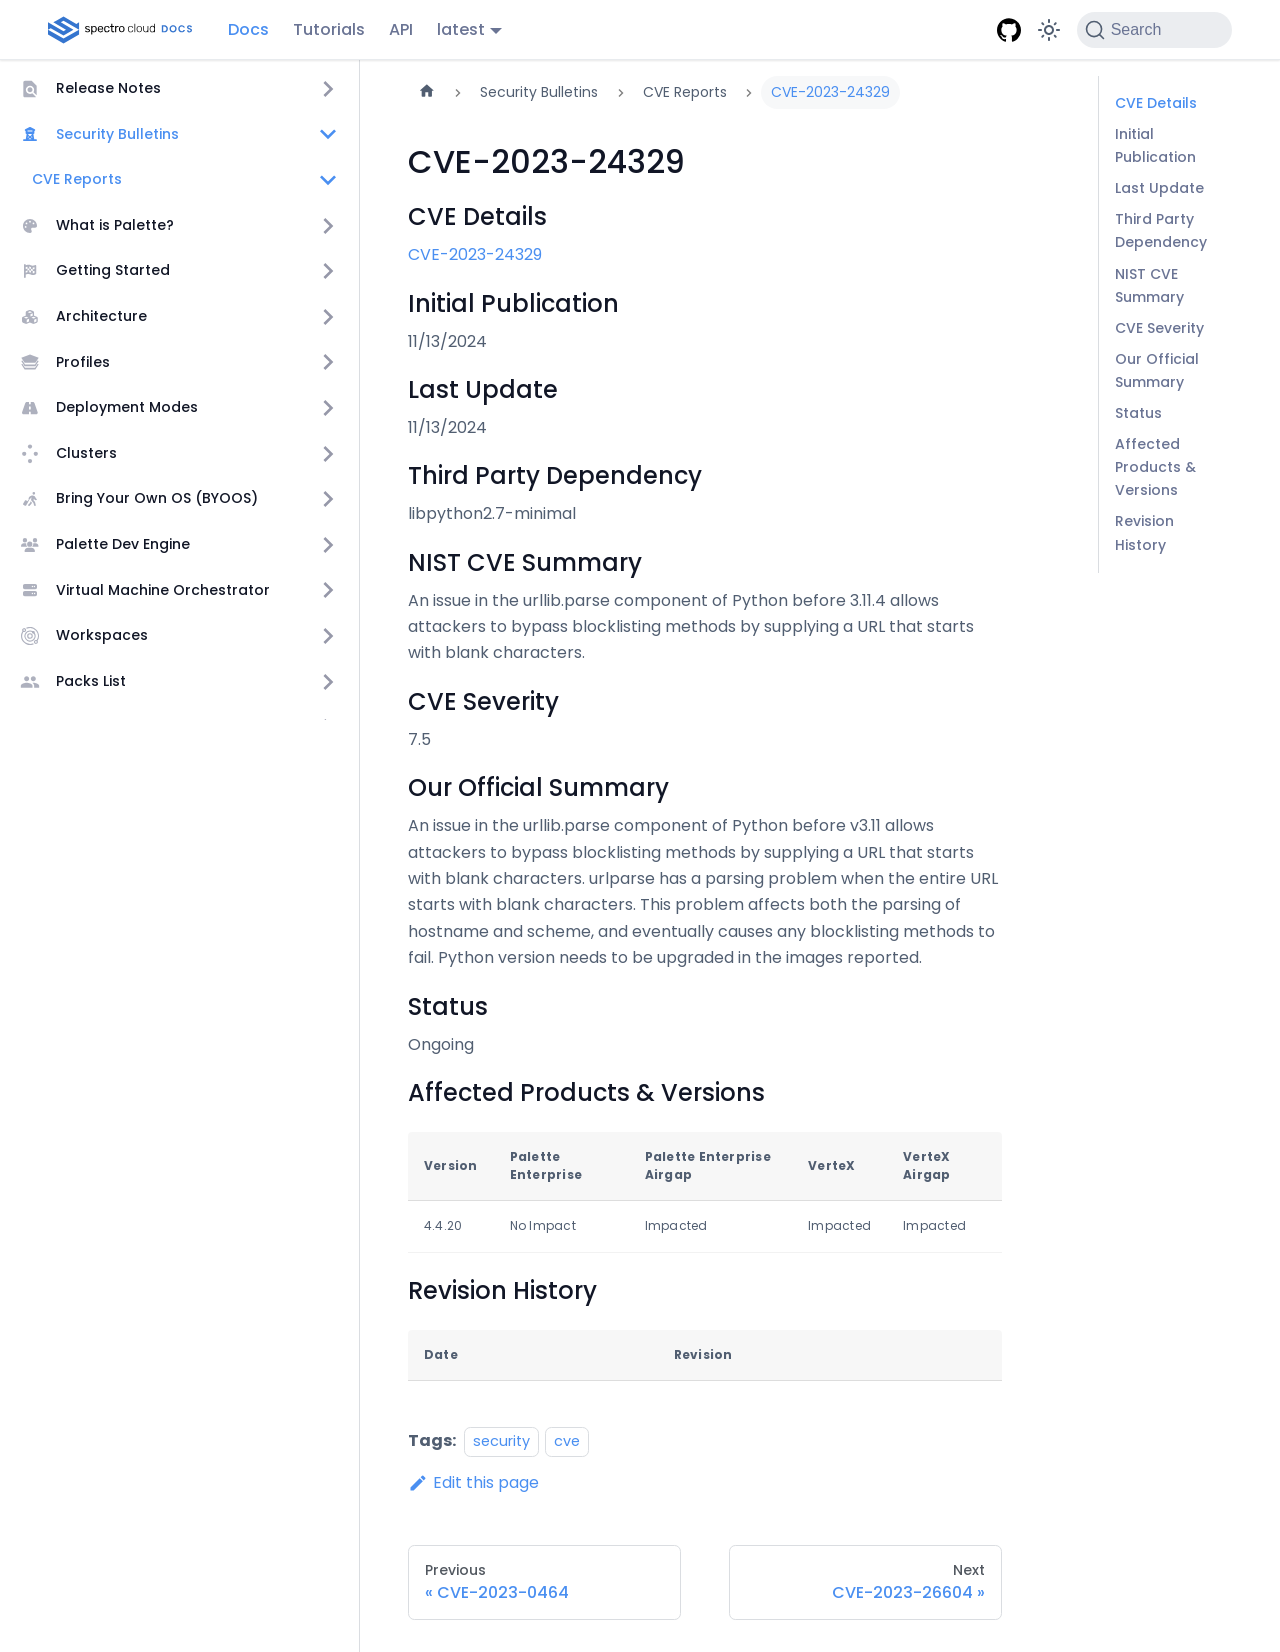 spectro cloud DOCS
Docs
Tutorials
API
latest
Search
Release Notes
Security Bulletins
CVE Reports
What is Palette?
Getting Started
Architecture
Profiles
Deployment Modes
Clusters
Bring Your Own OS (BYOOS)
Palette Dev Engine
Virtual Machine Orchestrator
Workspaces
Packs List
Security Bulletins
CVE Reports
CVE-2023-24329
CVE-2023-24329
CVE Details
CVE-2023-24329
Initial Publication
11/13/2024
Last Update
11/13/2024
Third Party Dependency
libpython2.7-minimal
NIST CVE Summary
An issue in the urllib.parse component of Python before 3.11.4 allows
attackers to bypass blocklisting methods by supplying a URL that starts
with blank characters.
CVE Severity
7.5
Our Official Summary
An issue in the urllib.parse component of Python before v3.11 allows
attackers to bypass blocklisting methods by supplying a URL that starts
with blank characters. urlparse has a parsing problem when the entire URL
starts with blank characters. This problem affects both the parsing of
hostname and scheme, and eventually causes any blocklisting methods to
fail. Python version needs to be upgraded in the images reported.
Status
Ongoing
Affected Products & Versions
Version Palette Enterprise Palette Enterprise Airgap VerteX VerteX Airgap
4.4.20 No Impact Impacted Impacted Impacted
Revision History
Date Revision
Tags: security cve
Edit this page
Previous
« CVE-2023-0464
Next
CVE-2023-26604 »
CVE Details
Initial
Publication
Last Update
Third Party
Dependency
NIST CVE
Summary
CVE Severity
Our Official
Summary
Status
Affected
Products &
Versions
Revision
History